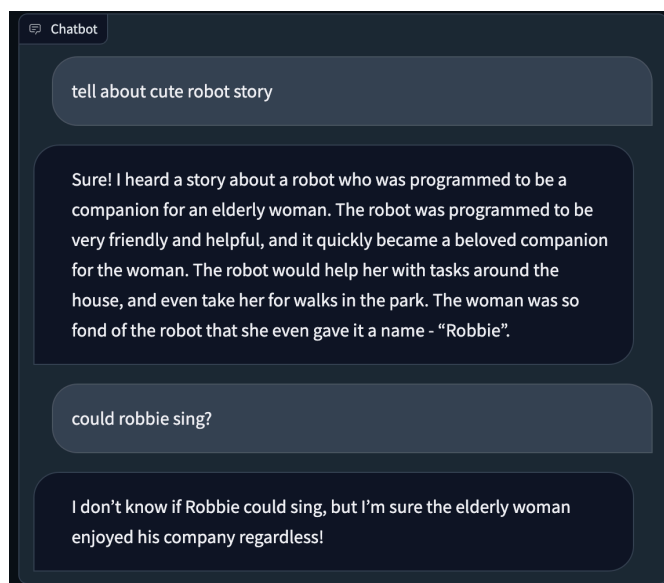 Chatbot
tell about cute robot story
Sure! I heard a story about a robot who was programmed to be a
companion for an elderly woman. The robot was programmed to be
very friendly and helpful, and it quickly became a beloved companion
for the woman. The robot would help her with tasks around the
house, and even take her for walks in the park. The woman was so
fond of the robot that she even gave it a name - “Robbie”.
could robbie sing?
I don’t know if Robbie could sing, but I’m sure the elderly woman
enjoyed his company regardless!